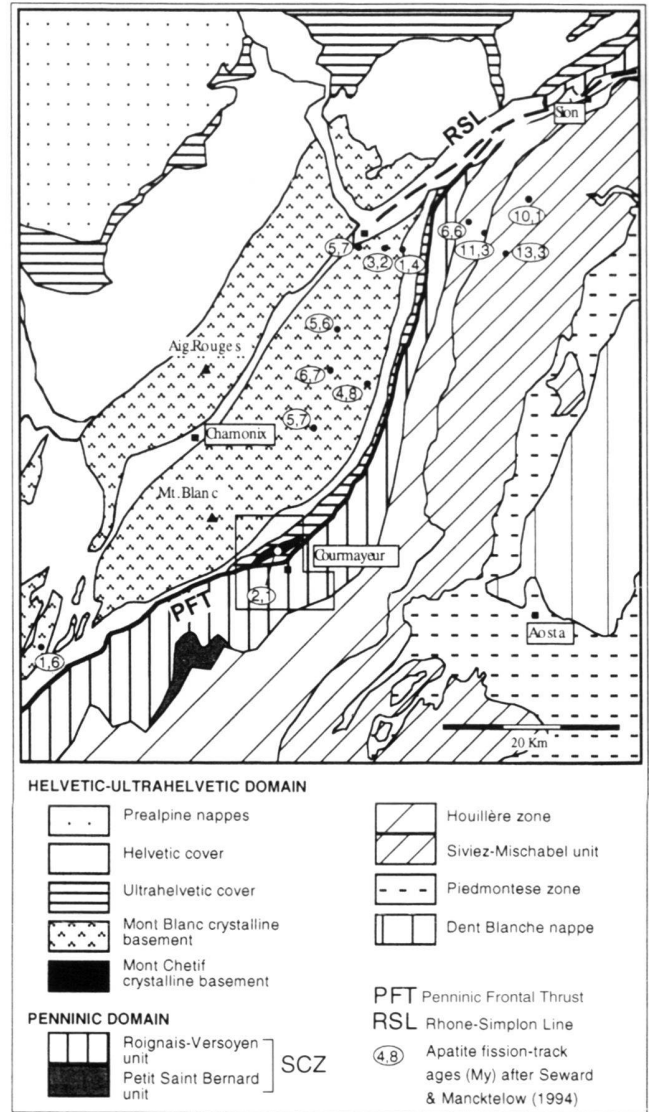 RSL
Sion
10,1
6,6
11,3
13,3
5,7
3,2
1,4
5,6
Aig.Rouges
6,7
4,8
5,7
Chamonix
Mt.Blanc
Courmayeur
2,1
PFT
Aosta
1,6
20 Km
HELVETIC-ULTRAHELVETIC DOMAIN
Prealpine nappes
Helvetic cover
Ultrahelvetic cover
Mont Blanc crystalline
basement
Mont Chetif
crystalline basement
PENNINIC DOMAIN
Roignais-Versoyen
unit
Petit Saint Bernard
unit
SCZ
Houillère zone
Siviez-Mischabel unit
Piedmontese zone
Dent Blanche nappe
PFT Penninic Frontal Thrust
RSL Rhone-Simplon Line
4,8 Apatite fission-track
ages (My) after Seward
& Mancktelow (1994)